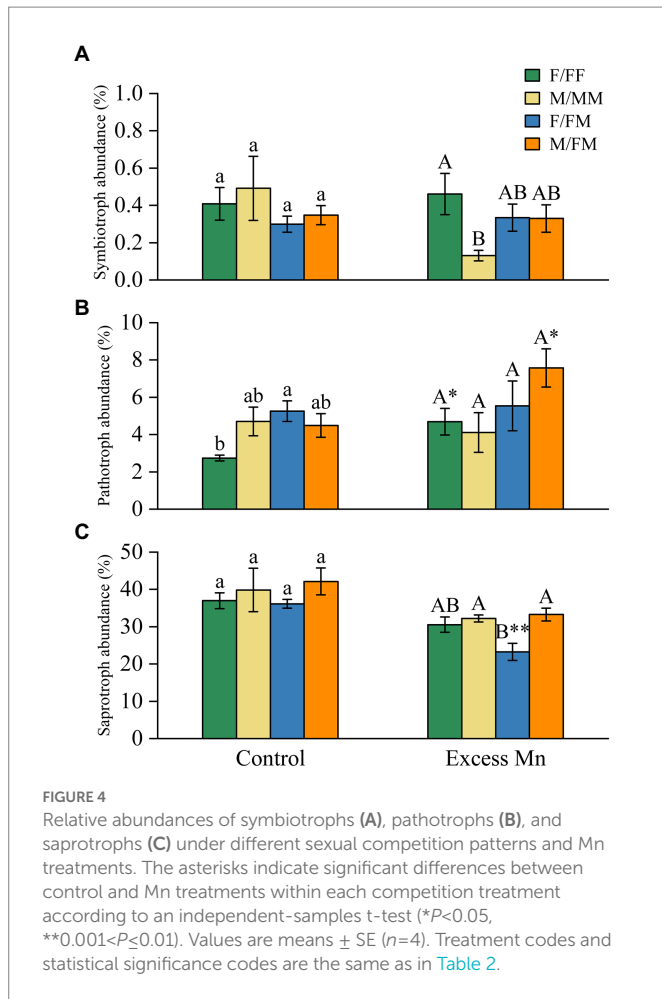 A
F/FF
M/MM
F/FM
M/FM
Symbiotroph abundance (%)
1.0
0.8
0.6
0.4
0.2
0.0
a
a
a
a
A
B
AB
AB
B
Pathotroph abundance (%)
10
8
6
4
2
0
b
ab
a
ab
A*
A
A
A*
C
Saprotroph abundance (%)
50
40
30
20
10
0
a
a
a
a
AB
A
B**
A
Control
Excess Mn
FIGURE 4
Relative abundances of symbiotrophs (A), pathotrophs (B), and
saprotrophs (C) under different sexual competition patterns and Mn
treatments. The asterisks indicate significant differences between
control and Mn treatments within each competition treatment
according to an independent-samples t-test (*P<0.05,
**0.001<P≤0.01). Values are means ± SE (n=4). Treatment codes and
statistical significance codes are the same as in Table 2.